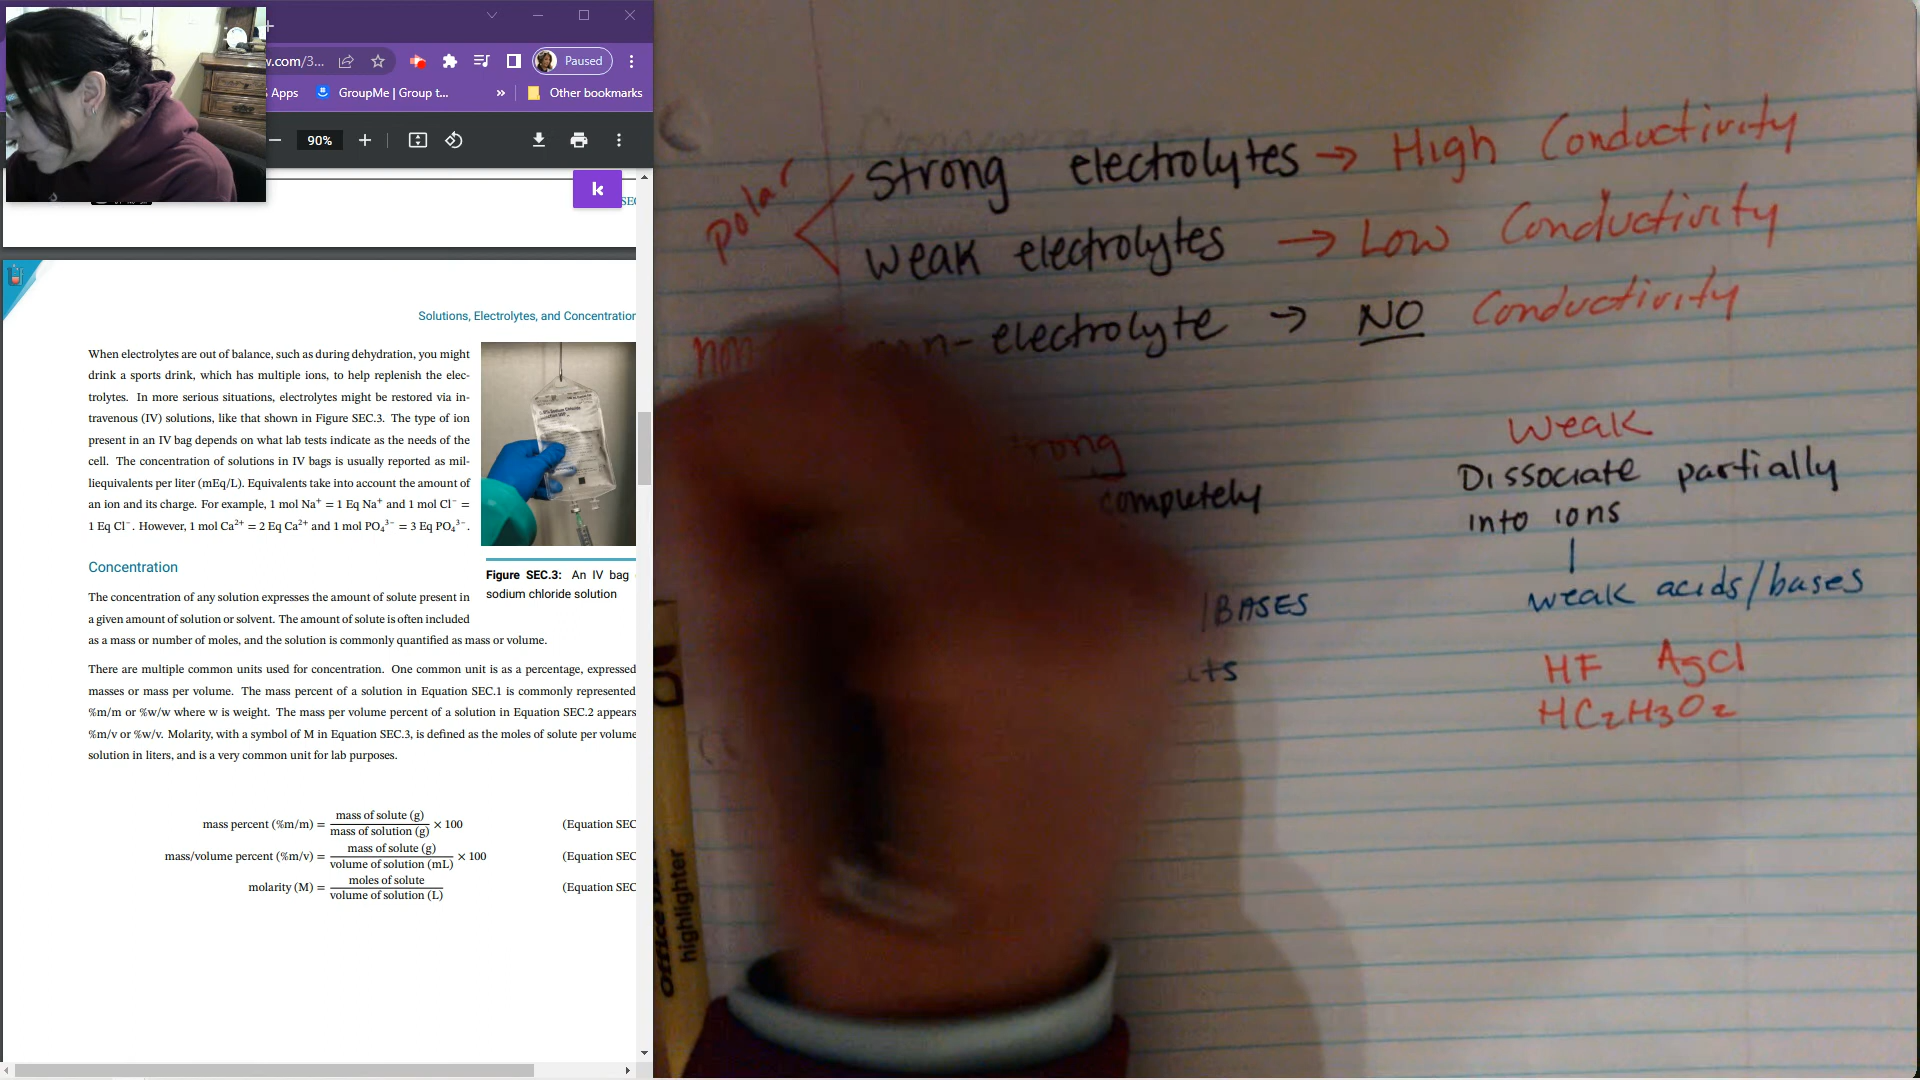 w.com/3...
Paused
Apps
GroupMe | Group t...
»
Other bookmarks
90%
k
SEC
Solutions, Electrolytes, and Concentration
When electrolytes are out of balance, such as during dehydration, you might
drink a sports drink, which has multiple ions, to help replenish the elec-
trolytes. In more serious situations, electrolytes might be restored via in-
travenous (IV) solutions, like that shown in Figure SEC.3. The type of ion
present in an IV bag depends on what lab tests indicate as the needs of the
cell. The concentration of solutions in IV bags is usually reported as mil-
liequivalents per liter (mEq/L). Equivalents take into account the amount of
an ion and its charge. For example, 1 mol Na⁺ = 1 Eq Na⁺ and 1 mol Cl⁻ =
1 Eq Cl⁻. However, 1 mol Ca²⁺ = 2 Eq Ca²⁺ and 1 mol PO₄³⁻ = 3 Eq PO₄³⁻.
Figure SEC.3: An IV bag
sodium chloride solution
Concentration
The concentration of any solution expresses the amount of solute present in
a given amount of solution or solvent. The amount of solute is often included
as a mass or number of moles, and the solution is commonly quantified as mass or volume.
There are multiple common units used for concentration. One common unit is as a percentage, expressed
masses or mass per volume. The mass percent of a solution in Equation SEC.1 is commonly represented
%m/m or %w/w where w is weight. The mass per volume percent of a solution in Equation SEC.2 appears
%m/v or %w/v. Molarity, with a symbol of M in Equation SEC.3, is defined as the moles of solute per volume
solution in liters, and is a very common unit for lab purposes.
mass percent (%m/m) = mass of solute (g) / mass of solution (g) × 100 (Equation SEC
mass/volume percent (%m/v) = mass of solute (g) / volume of solution (mL) × 100 (Equation SEC
molarity (M) = moles of solute / volume of solution (L) (Equation SEC
polar
Strong electrolytes → High Conductivity
Weak electrolytes → Low Conductivity
non- electrolyte → NO Conductivity
trong
completely
/BASES
Weak
Dissociate partially
into ions
weak acids/bases
HF AgCl
HC₂H₃O₂
highlighter